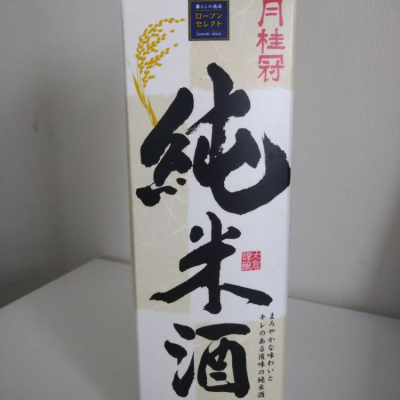 暮らしの逸品
ローソン
セレクト
月桂冠
純米酒
まろやかな味わいと
キレのある後味の純米酒